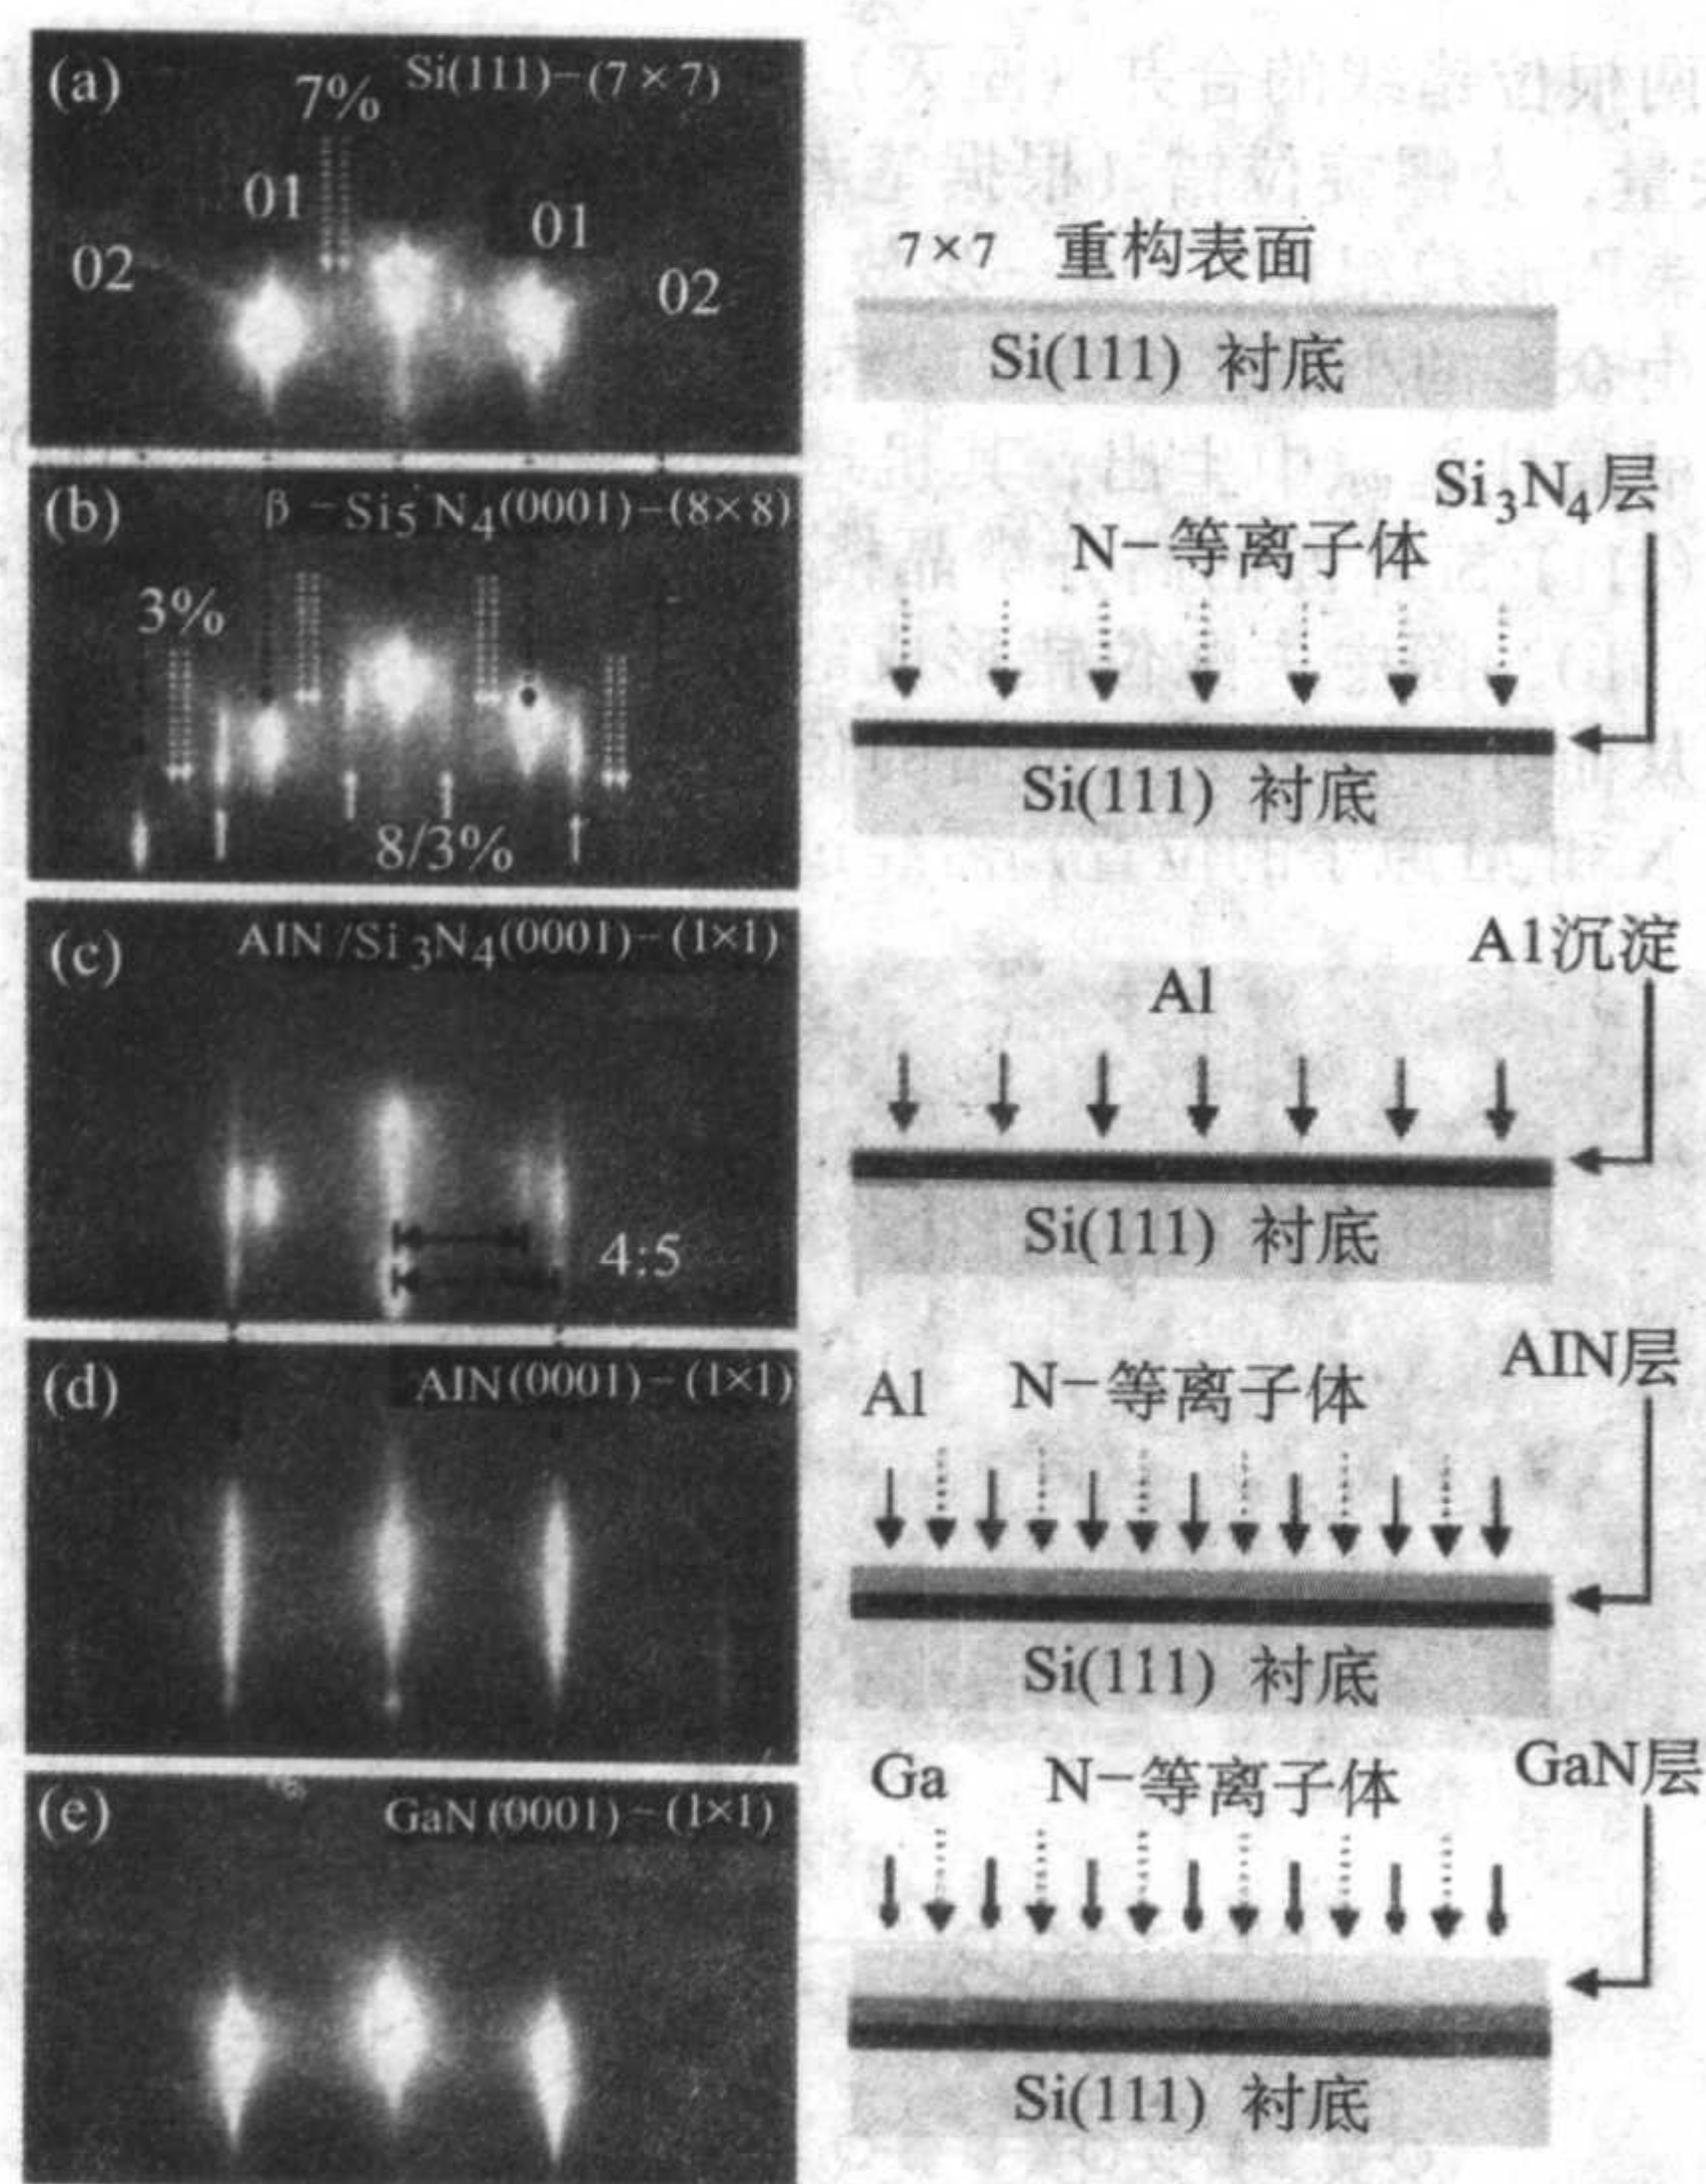 (a)
7%
Si(111)-(7×7)
01
01
02
02
7×7 重构表面
Si(111) 衬底
(b)
β-Si5 N4(0001)-(8×8)
3%
8/3%
Si3N4层
N-等离子体
Si(111) 衬底
(c)
AlN/Si3N4(0001)-(1×1)
4:5
Al沉淀
Al
Si(111) 衬底
(d)
AlN(0001)-(1×1)
AlN层
Al
N-等离子体
Si(111) 衬底
(e)
GaN(0001)-(1×1)
GaN层
Ga
N-等离子体
Si(111) 衬底